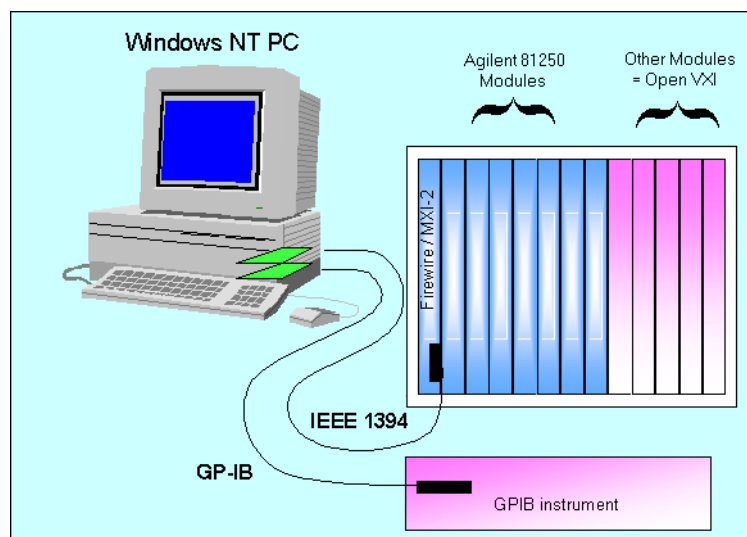 Windows NT PC
Agilent 81250
Modules
Other Modules
= Open VXI
Firewire / MXI-2
IEEE 1394
GP-IB
GPIB instrument